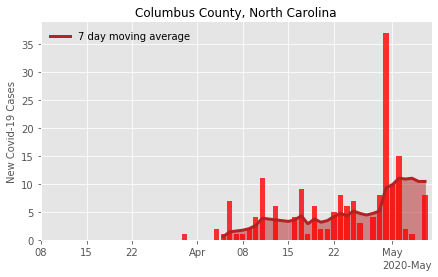 Columbus County, North Carolina
7 day moving average
New Covid-19 Cases
35
30
25
20
15
10
5
0
08 15 22 Apr 08 15 22 May
2020-May